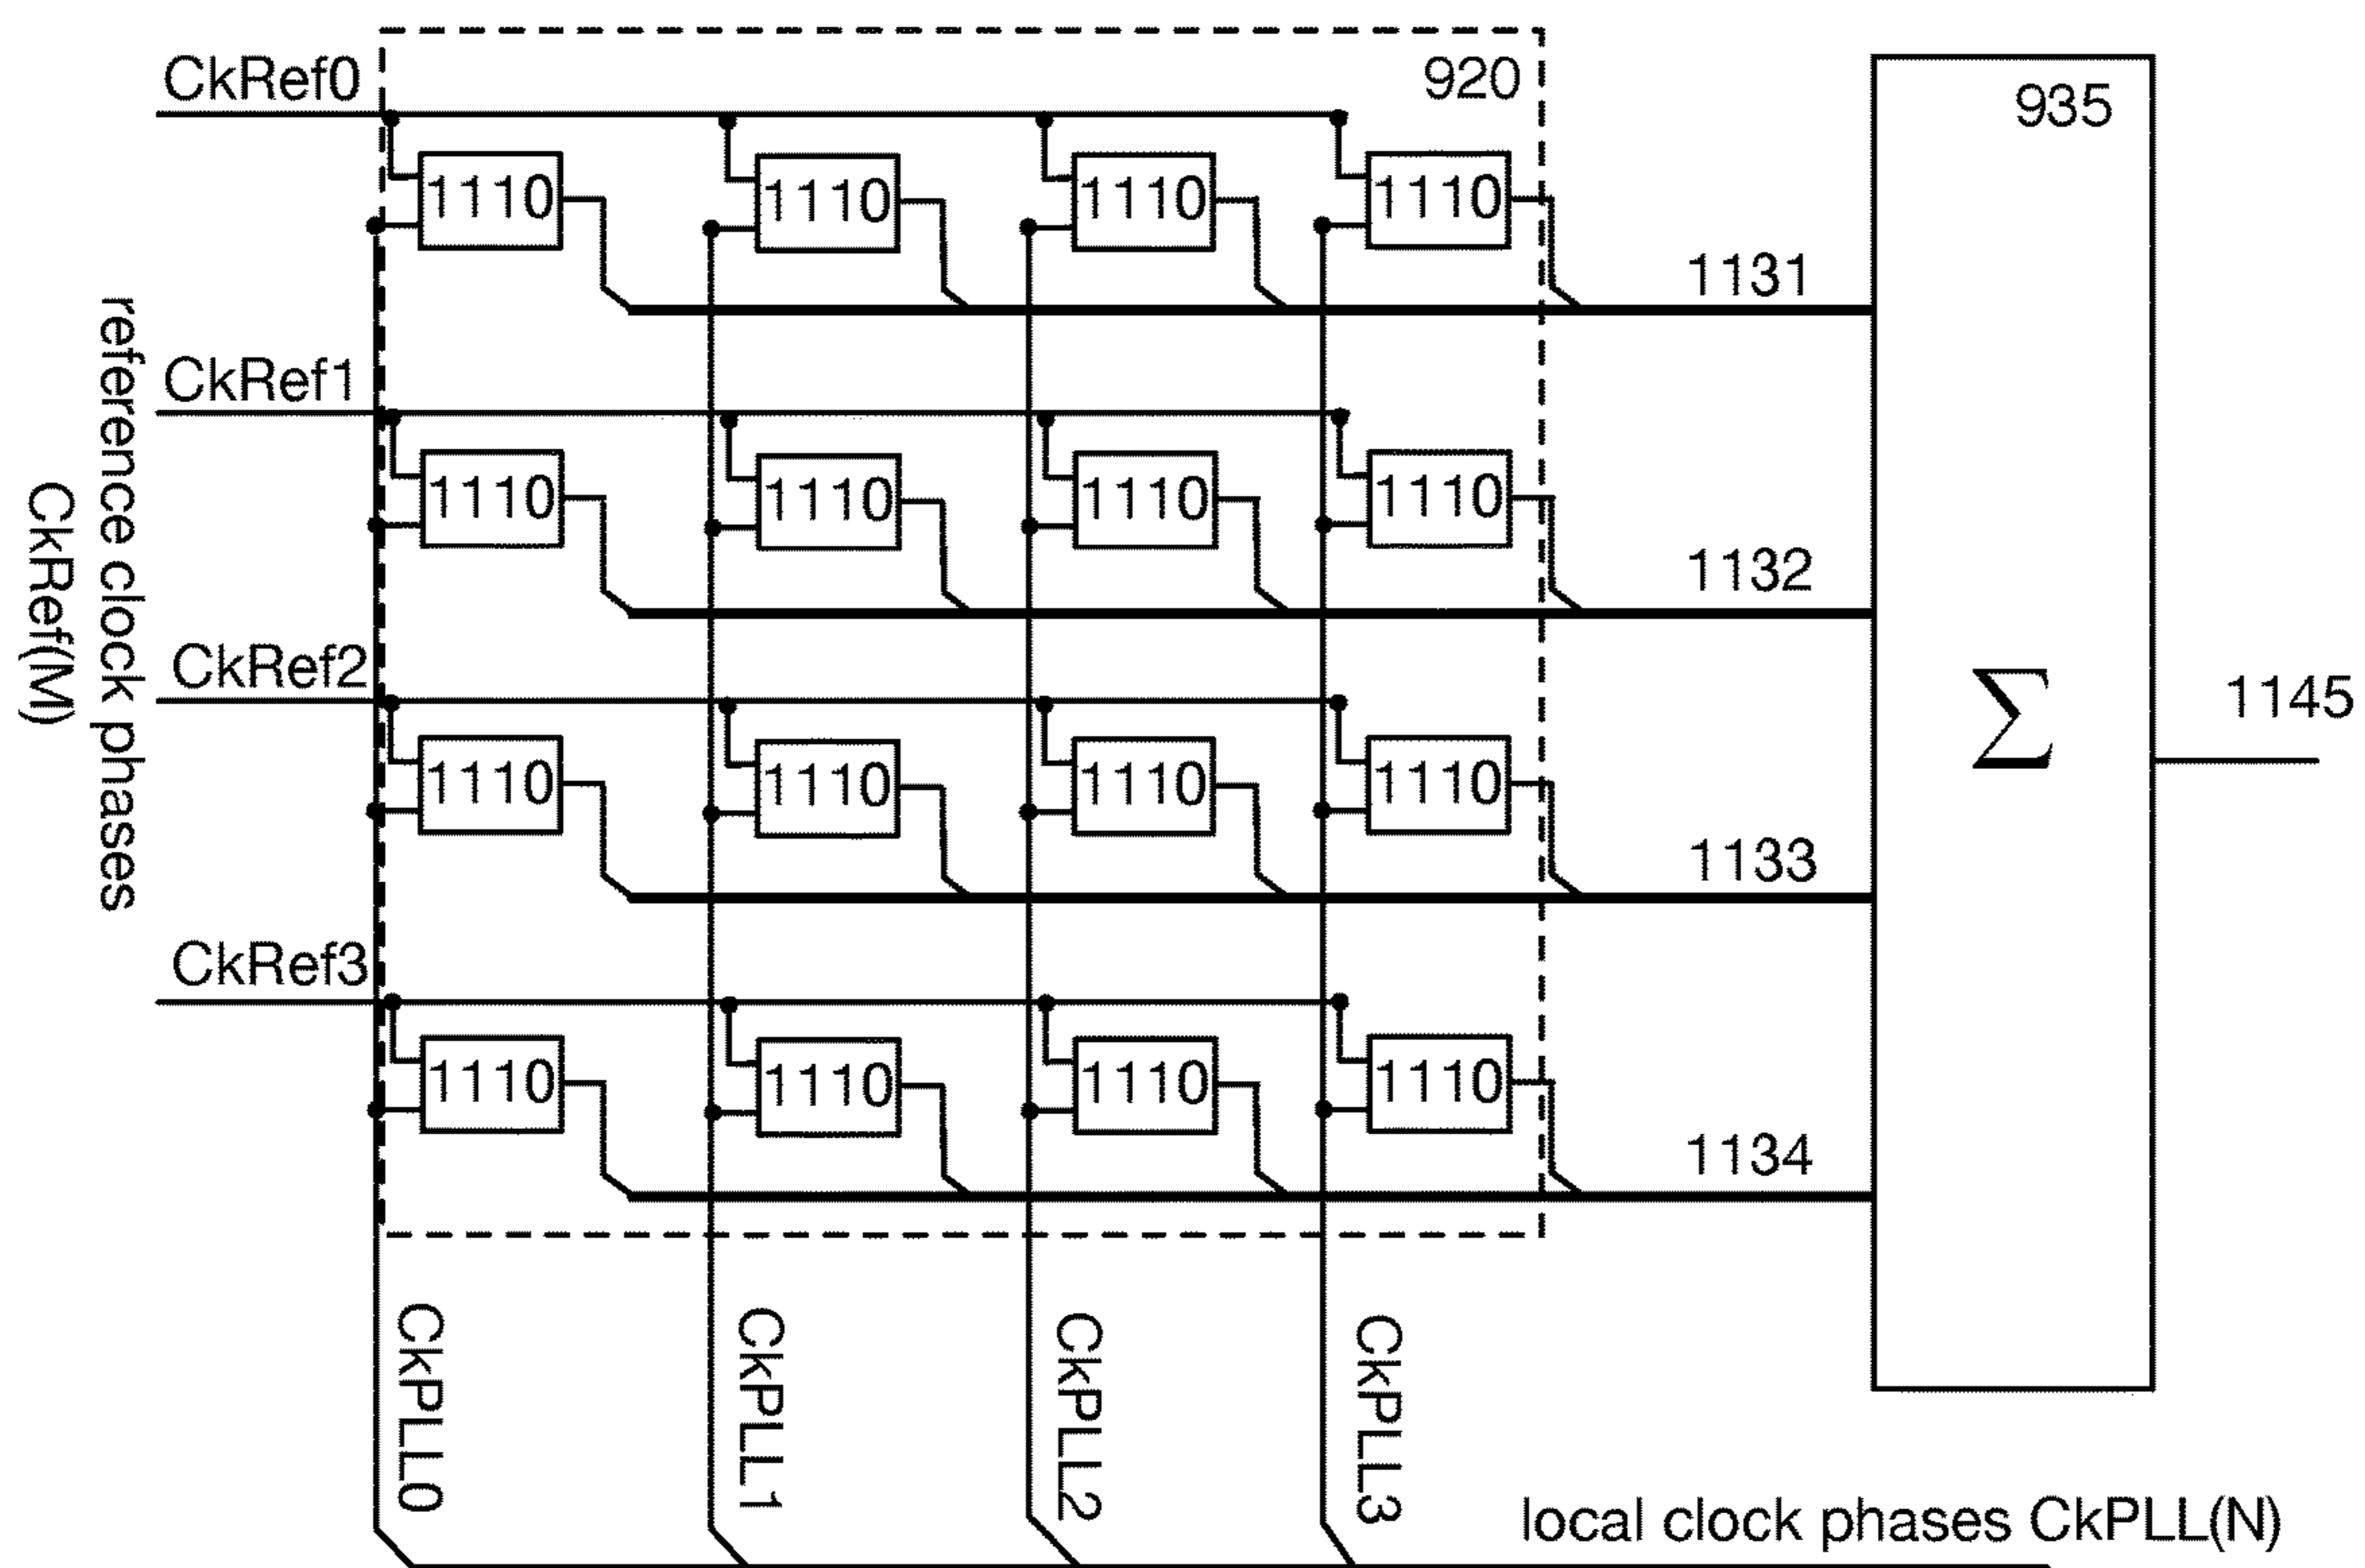 CkRef0
920
935
1110 1110 1110 1110
1131
reference clock phases
CkRef(M)
CkRef1
1110 1110 1110 1110
1132
CkRef2
1110 1110 1110 1110
1133
Σ
1145
CkRef3
1110 1110 1110 1110
1134
CkPLL0
CkPLL1
CkPLL2
CkPLL3
local clock phases CkPLL(N)